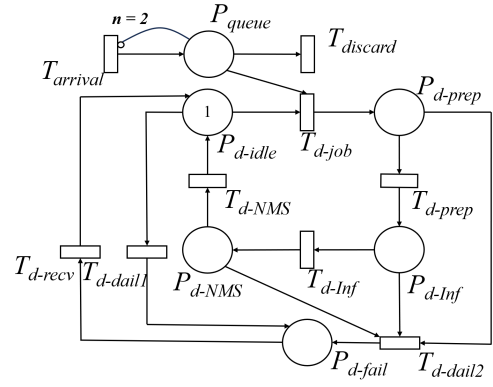 n = 2
P_queue
T_discard
T_arrival
P_d-prep
1
P_d-idle
T_d-job
T_d-NMS
T_d-prep
T_d-recv
T_d-dail1
P_d-NMS
T_d-Inf
P_d-Inf
P_d-fail
T_d-dail2